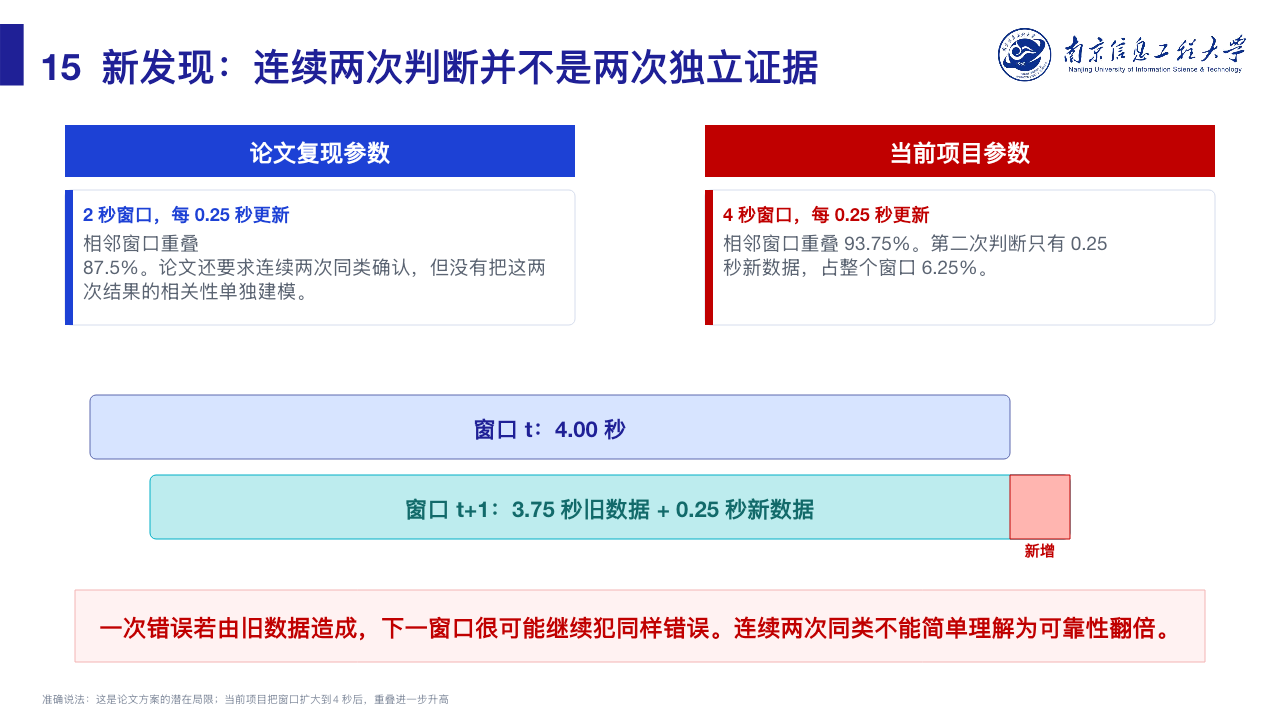 15 新发现：连续两次判断并不是两次独立证据
南京信息工程大学
Nanjing University of Information Science & Technology
论文复现参数
2 秒窗口，每 0.25 秒更新
相邻窗口重叠
87.5%。论文还要求连续两次同类确认，但没有把这两
次结果的相关性单独建模。
当前项目参数
4 秒窗口，每 0.25 秒更新
相邻窗口重叠 93.75%。第二次判断只有 0.25
秒新数据，占整个窗口 6.25%。
窗口 t：4.00 秒
窗口 t+1：3.75 秒旧数据 + 0.25 秒新数据
新增
一次错误若由旧数据造成，下一窗口很可能继续犯同样错误。连续两次同类不能简单理解为可靠性翻倍。
准确说法：这是论文方案的潜在局限；当前项目把窗口扩大到 4 秒后，重叠进一步升高